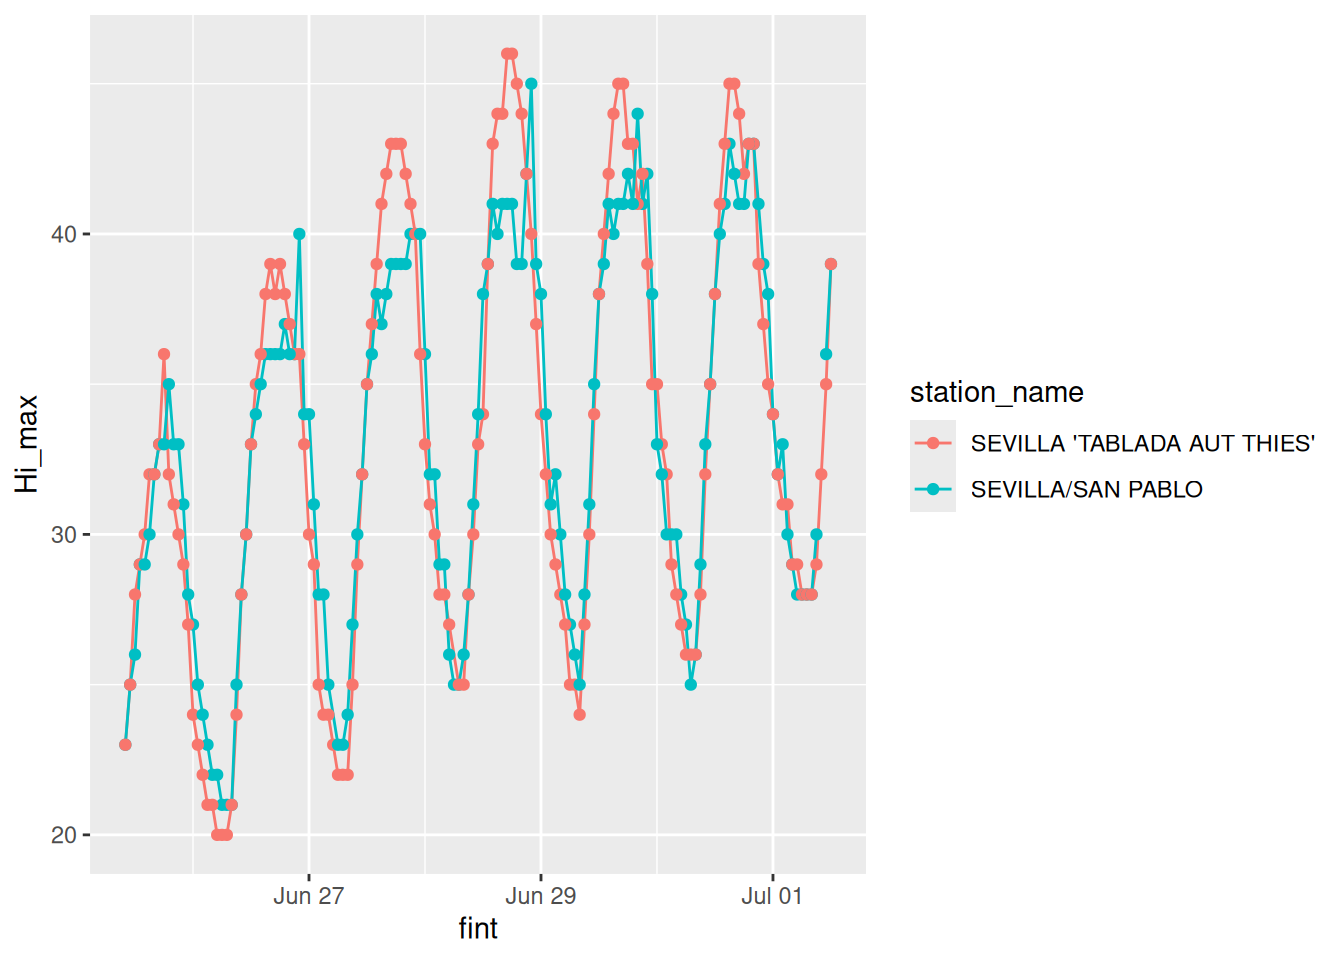 Hi_max
40
30
20
Jun 27
Jun 29
Jul 01
fint
station_name
SEVILLA 'TABLADA AUT THIES'
SEVILLA/SAN PABLO